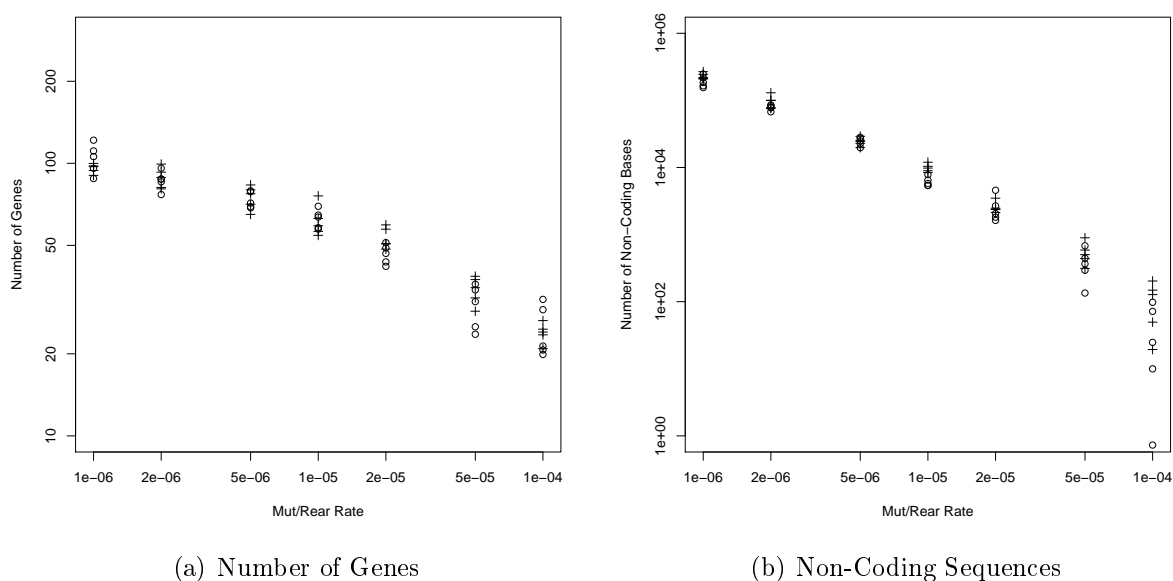 200
100
50
20
10
Number of Genes
1e−06
2e−06
5e−06
1e−05
2e−05
5e−05
1e−04
Mut/Rear Rate
(a) Number of Genes
1e+06
1e+04
1e+02
1e+00
Number of Non−Coding Bases
1e−06
2e−06
5e−06
1e−05
2e−05
5e−05
1e−04
Mut/Rear Rate
(b) Non-Coding Sequences